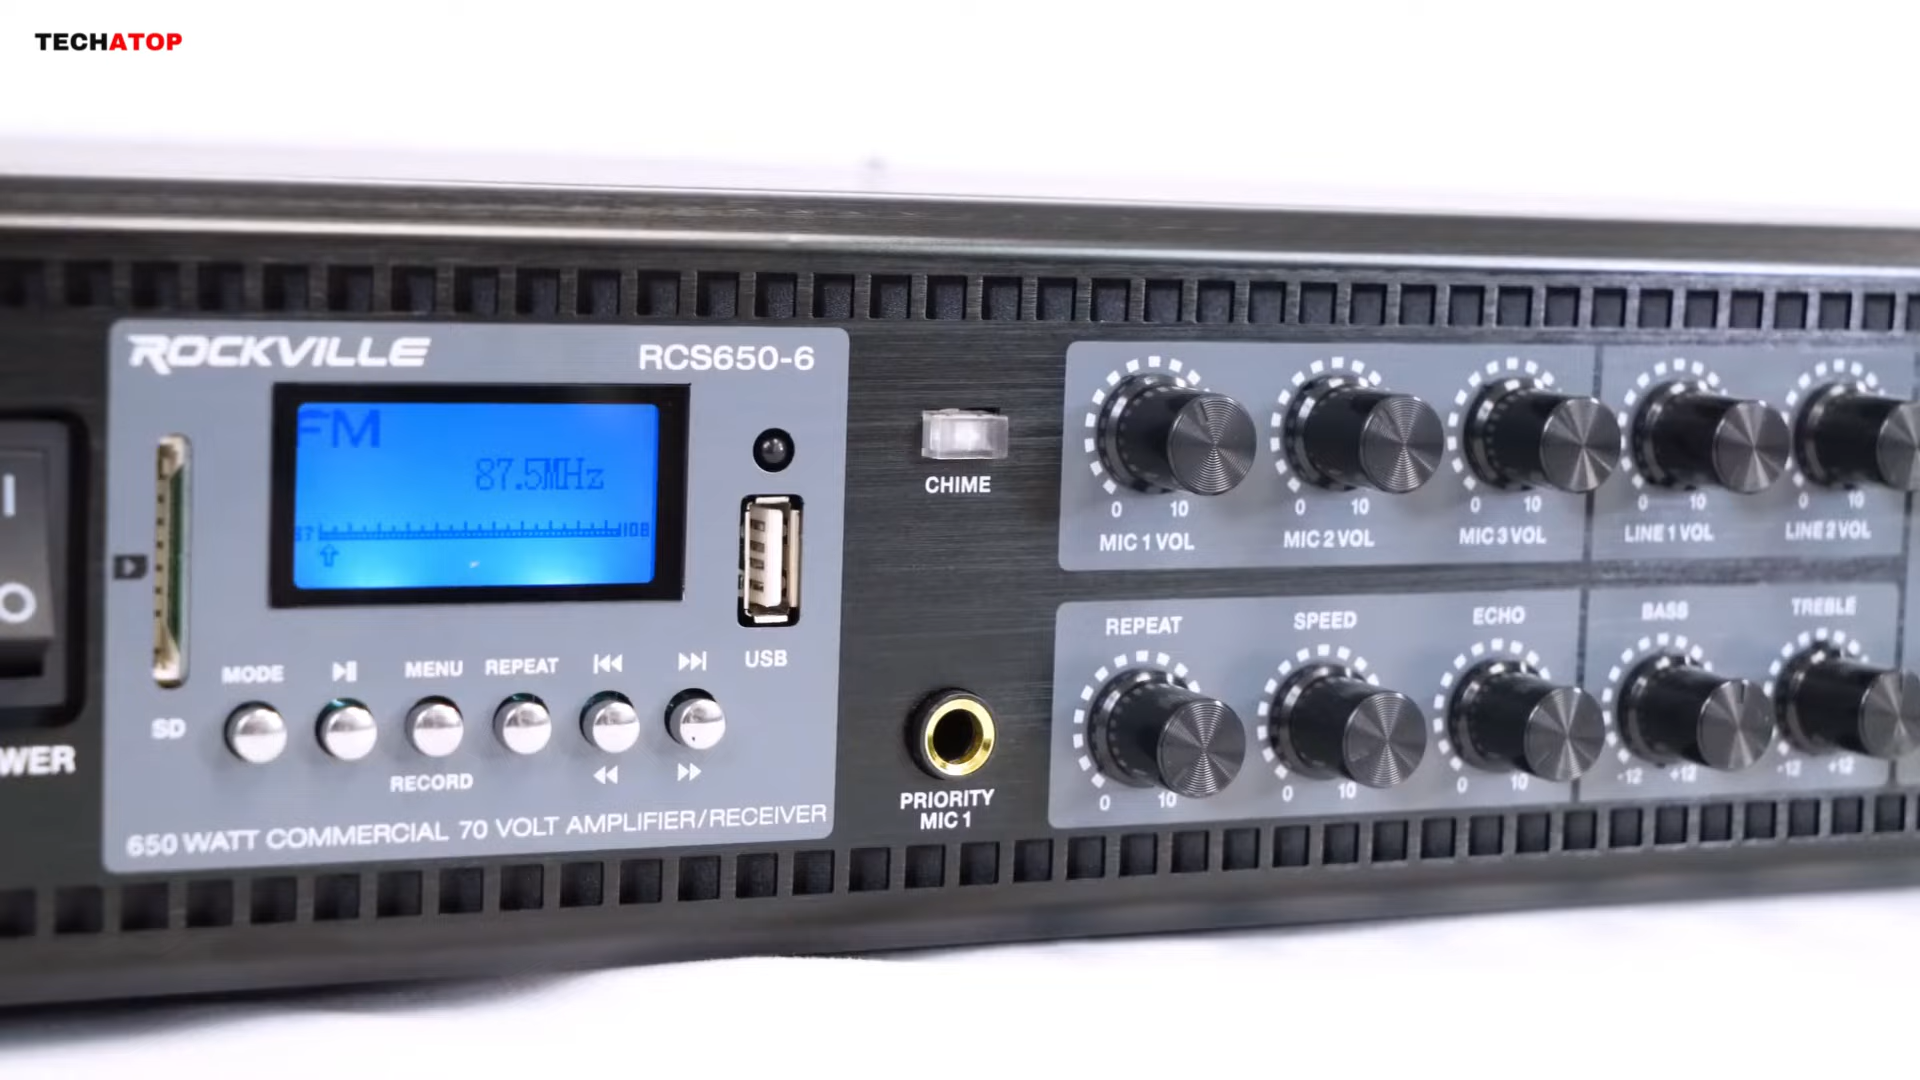 TECHATOP
ROCKVILLE
RCS650-6
FM
87.5MHz
87
108
CHIME
USB
SD
MODE
MENU
REPEAT
RECORD
650 WATT COMMERCIAL 70 VOLT AMPLIFIER/RECEIVER
PRIORITY
MIC 1
0 10
0 10
0 10
0 10
0 10
MIC 1 VOL
MIC 2 VOL
MIC 3 VOL
LINE 1 VOL
LINE 2 VOL
REPEAT
SPEED
ECHO
BASS
TREBLE
0 10
0 10
0 10
-12 +12
-12 +12